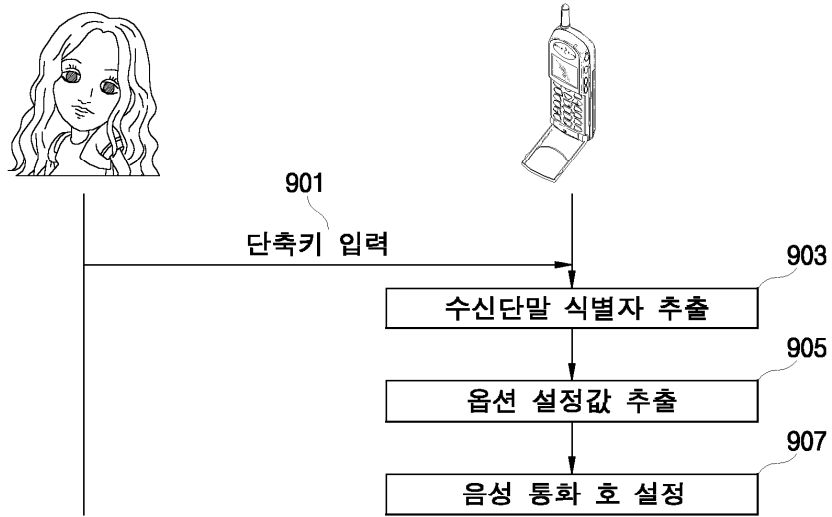 901
단축키 입력
903
수신단말 식별자 추출
905
옵션 설정값 추출
907
음성 통화 호 설정